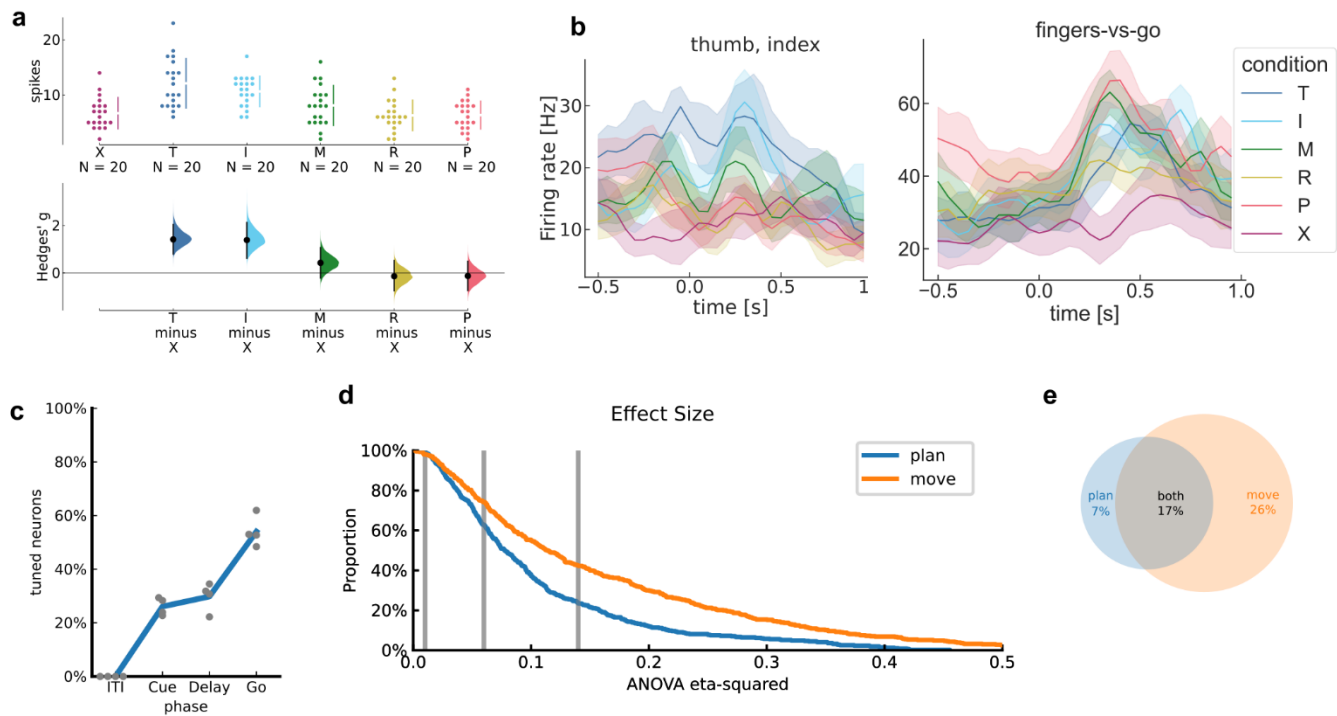 a
20
10
spikes
X
T
I
M
R
P
N = 20
N = 20
N = 20
N = 20
N = 20
N = 20
2
0
Hedges' g
T
minus
X
I
minus
X
M
minus
X
R
minus
X
P
minus
X
b
thumb, index
30
20
10
Firing rate [Hz]
−0.5
0.0
0.5
1
time [s]
fingers-vs-go
60
40
20
−0.5
0.0
0.5
1.0
time [s]
condition
T
I
M
R
P
X
c
100%
80%
60%
40%
20%
0%
tuned neurons
ITI
Cue
Delay
Go
phase
d
Effect Size
100%
80%
60%
40%
20%
0%
Proportion
0.0
0.1
0.2
0.3
0.4
0.5
ANOVA eta-squared
plan
move
e
plan
7%
both
17%
move
26%